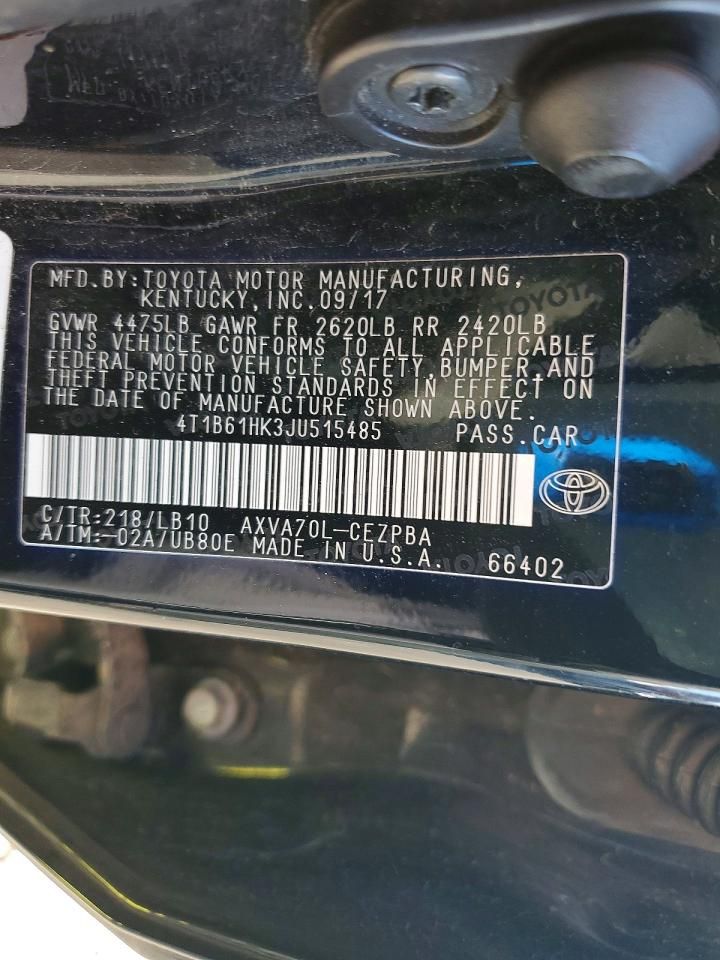 MFD.BY:TOYOTA MOTOR MANUFACTURING,
KENTUCKY, INC. 09/17
GVWR 4475LB GAWR FR 2620LB RR 2420LB
THIS VEHICLE CONFORMS TO ALL APPLICABLE
FEDERAL MOTOR VEHICLE SAFETY, BUMPER, AND
THEFT PREVENTION STANDARDS IN EFFECT ON
THE DATE OF MANUFACTURE SHOWN ABOVE.
4T1B61HK3JU515485 PASS.CAR
C/TR:218/LB10 AXVA70L-CEZPBA
A/TM:-02A/UB80E MADE IN U.S.A. 66402